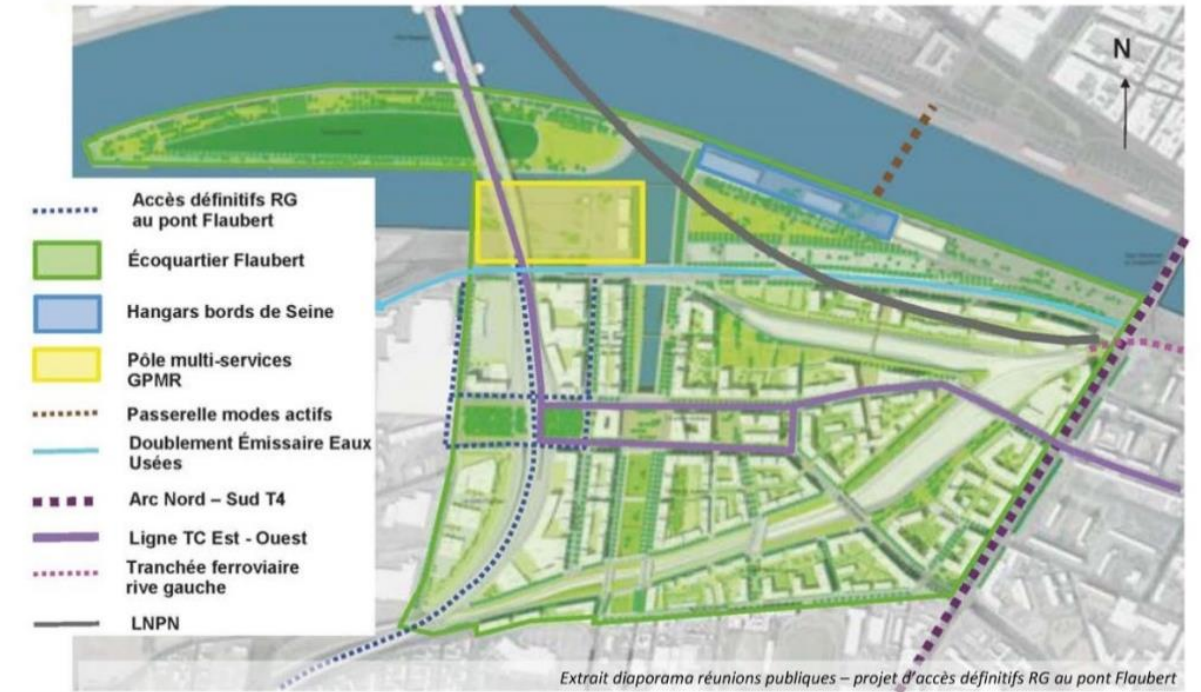 N
Accès définitifs RG
au pont Flaubert
Écoquartier Flaubert
Hangars bords de Seine
Pôle multi-services
GPMR
Passerelle modes actifs
Doublement Émissaire Eaux
Usées
Arc Nord – Sud T4
Ligne TC Est - Ouest
Tranchée ferroviaire
rive gauche
LNPN
Extrait diaporama réunions publiques – projet d'accès définitifs RG au pont Flaubert